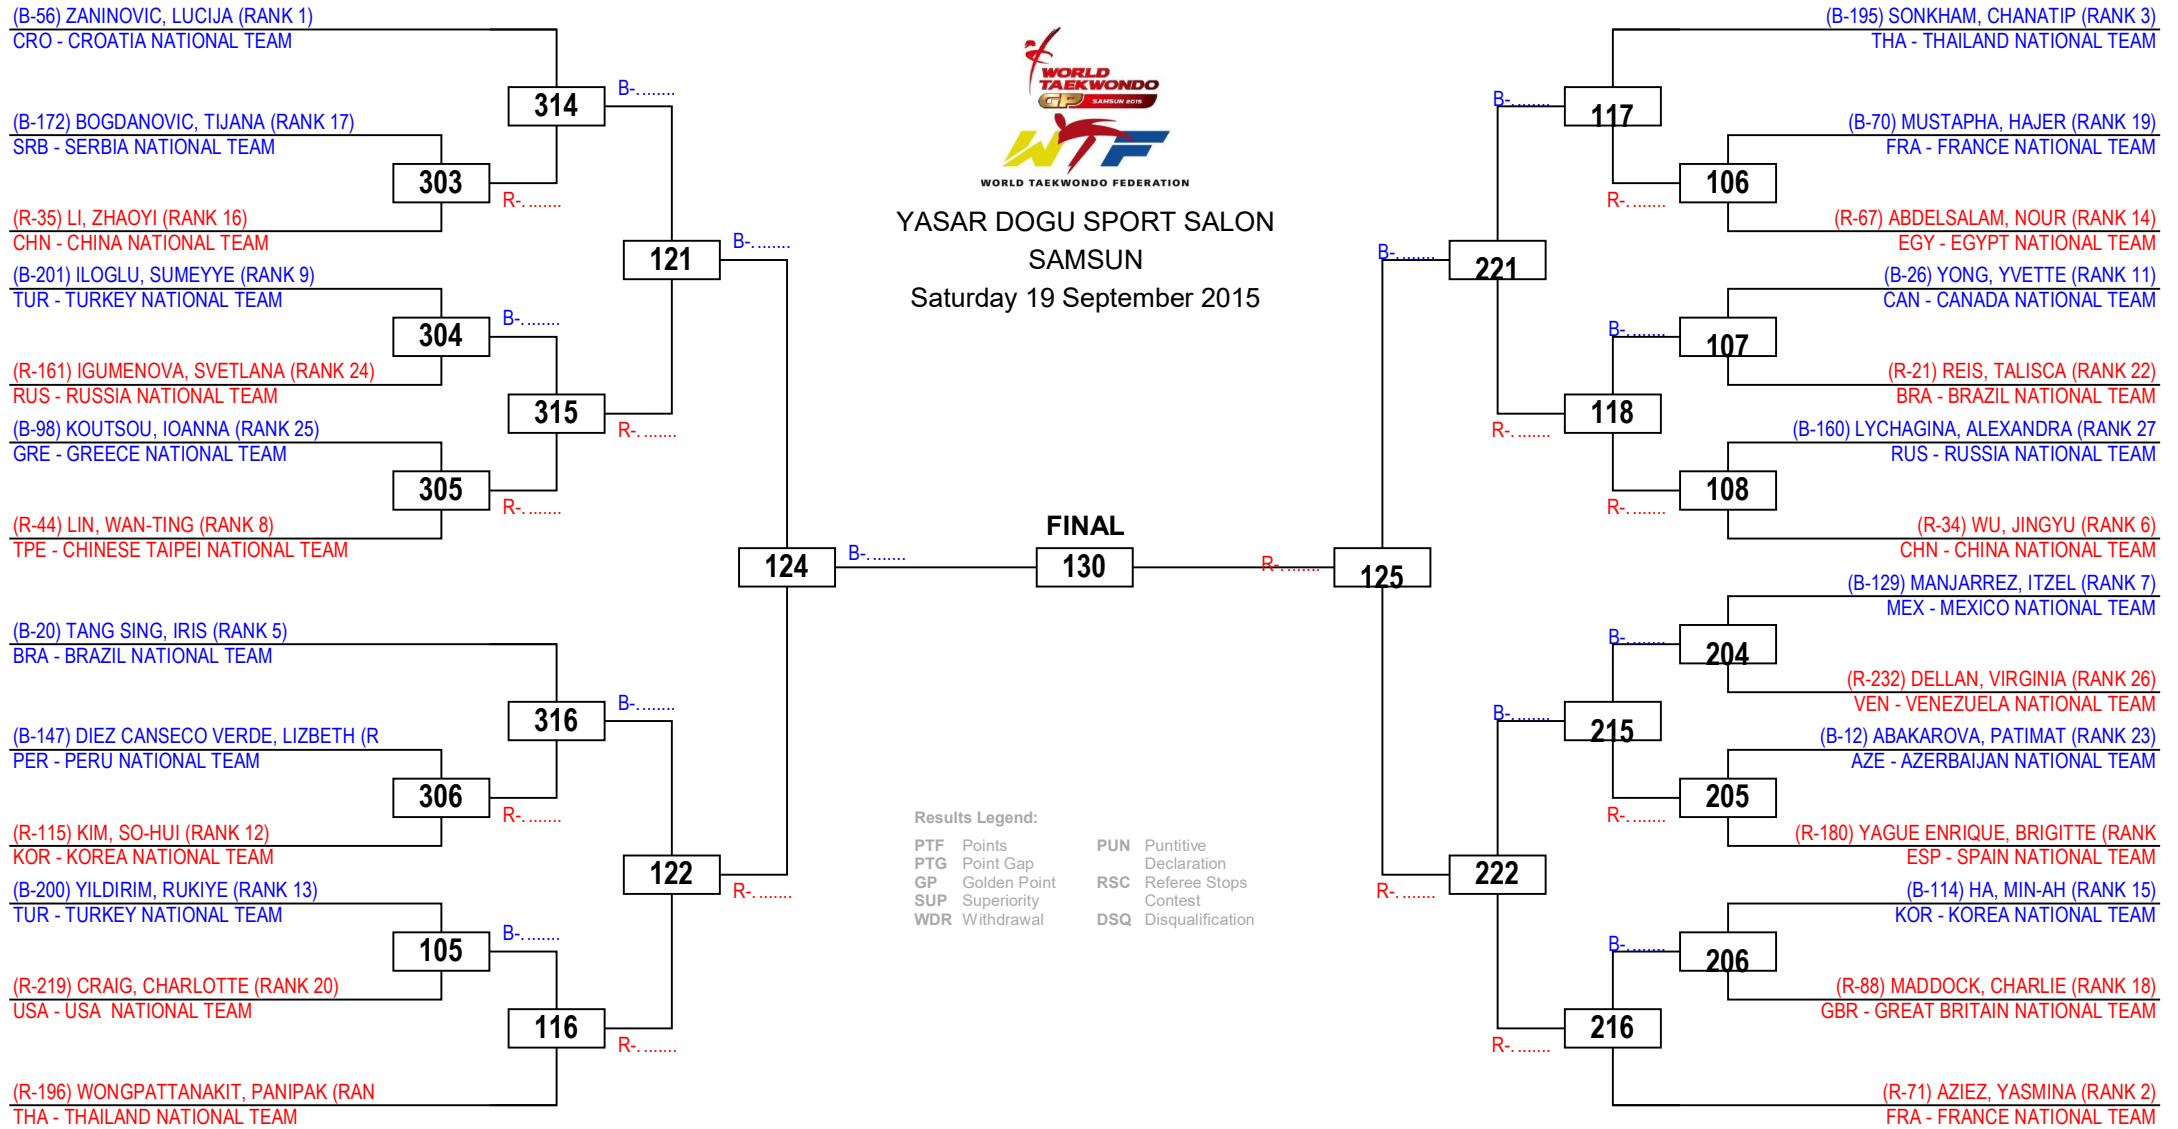 (B-56) ZANINOVIC, LUCIJA (RANK 1)
CRO - CROATIA NATIONAL TEAM
(B-172) BOGDANOVIC, TIJANA (RANK 17)
SRB - SERBIA NATIONAL TEAM
(R-35) LI, ZHAOYI (RANK 16)
CHN - CHINA NATIONAL TEAM
(B-201) ILOGLU, SUMEYYE (RANK 9)
TUR - TURKEY NATIONAL TEAM
(R-161) IGUMENOVA, SVETLANA (RANK 24)
RUS - RUSSIA NATIONAL TEAM
(B-98) KOUTSOU, IOANNA (RANK 25)
GRE - GREECE NATIONAL TEAM
(R-44) LIN, WAN-TING (RANK 8)
TPE - CHINESE TAIPEI NATIONAL TEAM
(B-20) TANG SING, IRIS (RANK 5)
BRA - BRAZIL NATIONAL TEAM
(B-147) DIEZ CANSECO VERDE, LIZBETH (R
PER - PERU NATIONAL TEAM
(R-115) KIM, SO-HUI (RANK 12)
KOR - KOREA NATIONAL TEAM
(B-200) YILDIRIM, RUKIYE (RANK 13)
TUR - TURKEY NATIONAL TEAM
(R-219) CRAIG, CHARLOTTE (RANK 20)
USA - USA  NATIONAL TEAM
(R-196) WONGPATTANAKIT, PANIPAK (RAN
THA - THAILAND NATIONAL TEAM
303
R-........
304
B-........
305
R-........
306
R-........
105
B-........
314
B-........
315
R-........
316
B-........
116
R-........
121
B-........
122
R-........
124
B-........
WORLD
TAEKWONDO
GP SAMSUN 2015
WTF
WORLD TAEKWONDO FEDERATION
YASAR DOGU SPORT SALON
SAMSUN
Saturday 19 September 2015
FINAL
130
Results Legend:
PTF Points
PTG Point Gap
GP Golden Point
SUP Superiority
WDR Withdrawal
PUN Puntitive
Declaration
RSC Referee Stops
Contest
DSQ Disqualification
R-........
125
B-........
221
R-........
222
B-........
117
R-........
118
B-........
215
R-........
216
R-........
106
B-........
107
R-........
108
B-........
204
R-........
205
B-........
206
(B-195) SONKHAM, CHANATIP (RANK 3)
THA - THAILAND NATIONAL TEAM
(B-70) MUSTAPHA, HAJER (RANK 19)
FRA - FRANCE NATIONAL TEAM
(R-67) ABDELSALAM, NOUR (RANK 14)
EGY - EGYPT NATIONAL TEAM
(B-26) YONG, YVETTE (RANK 11)
CAN - CANADA NATIONAL TEAM
(R-21) REIS, TALISCA (RANK 22)
BRA - BRAZIL NATIONAL TEAM
(B-160) LYCHAGINA, ALEXANDRA (RANK 27
RUS - RUSSIA NATIONAL TEAM
(R-34) WU, JINGYU (RANK 6)
CHN - CHINA NATIONAL TEAM
(B-129) MANJARREZ, ITZEL (RANK 7)
MEX - MEXICO NATIONAL TEAM
(R-232) DELLAN, VIRGINIA (RANK 26)
VEN - VENEZUELA NATIONAL TEAM
(B-12) ABAKAROVA, PATIMAT (RANK 23)
AZE - AZERBAIJAN NATIONAL TEAM
(R-180) YAGUE ENRIQUE, BRIGITTE (RANK
ESP - SPAIN NATIONAL TEAM
(B-114) HA, MIN-AH (RANK 15)
KOR - KOREA NATIONAL TEAM
(R-88) MADDOCK, CHARLIE (RANK 18)
GBR - GREAT BRITAIN NATIONAL TEAM
(R-71) AZIEZ, YASMINA (RANK 2)
FRA - FRANCE NATIONAL TEAM